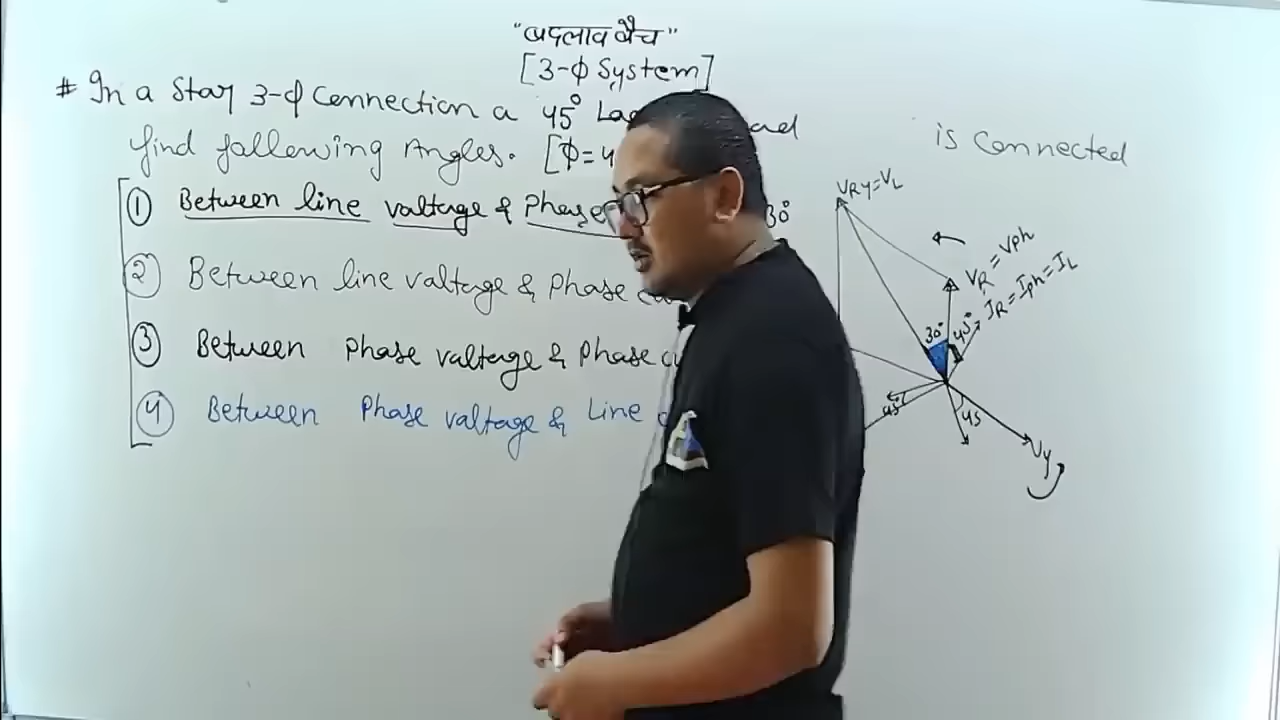 "बदलाव बैच"
[3-ϕ System]
# In a Star 3-ϕ Connection a 45° ad is Connected
find fallowing Angles. [ϕ=4
① Between line valtage & Phase 30°
② Between line valtage & Phase
③ Between Phase valtage & Phase
④ Between Phase valtage & Line
VRY=VL
VR = Vph
IR = Iph = IL
30°
45°
45°
45
Vy